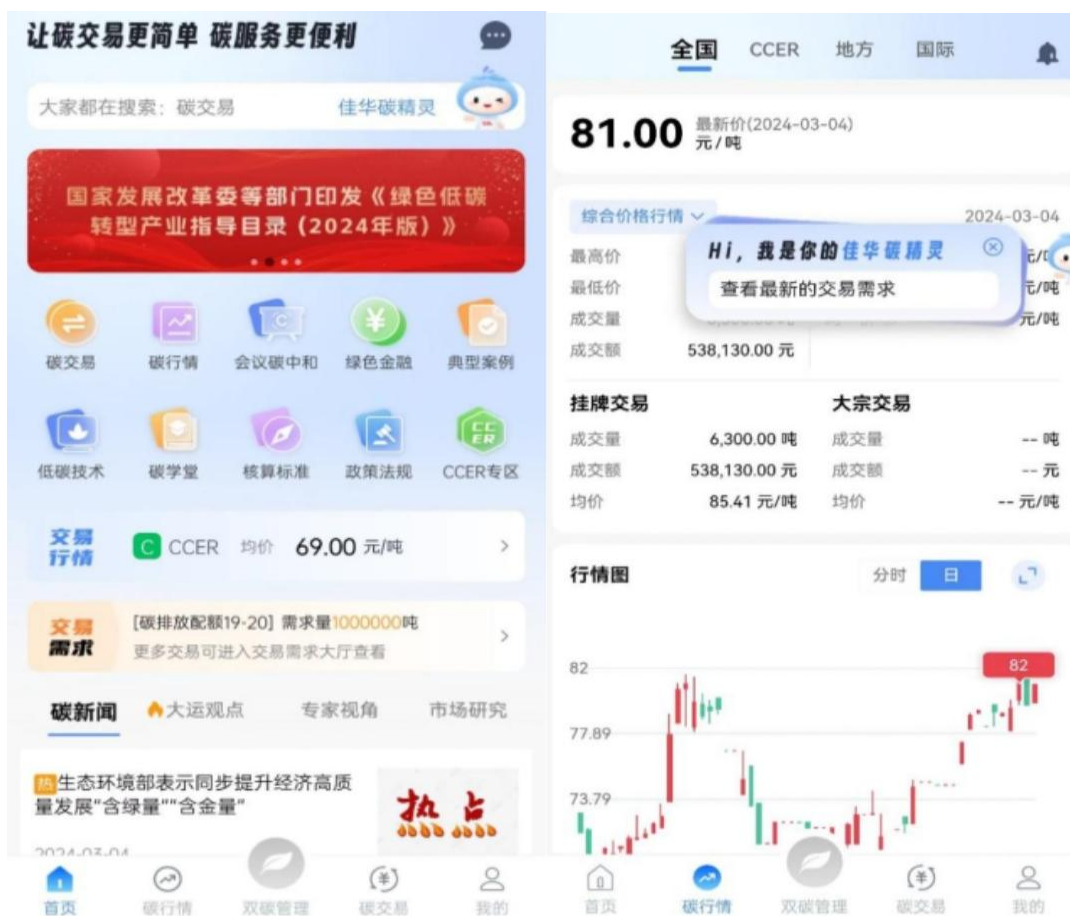 让碳交易更简单 碳服务更便利
大家都在搜索：碳交易 佳华碳精灵
国家发展改革委等部门印发《绿色低碳
转型产业指导目录（2024年版）》
碳交易 碳行情 会议碳中和 绿色金融 典型案例
低碳技术 碳学堂 核算标准 政策法规 CCER专区
交易
行情
C CCER 均价 69.00 元/吨
交易
需求
[碳排放配额19-20] 需求量1000000吨
更多交易可进入交易需求大厅查看
碳新闻 大运观点 专家视角 市场研究
热 生态环境部表示同步提升经济高质
量发展“含绿量”“含金量”
热点
2024-03-04
首页 碳行情 双碳管理 碳交易 我的
全国 CCER 地方 国际
81.00 最新价(2024-03-04)
元/吨
综合价格行情 2024-03-04
Hi，我是你的佳华碳精灵
查看最新的交易需求
最高价
最低价 元/吨
成交量 元/吨
成交额 538,130.00 元
挂牌交易 大宗交易
成交量 6,300.00 吨 成交量 -- 吨
成交额 538,130.00 元 成交额 -- 元
均价 85.41 元/吨 均价 -- 元/吨
行情图 分时 日
82 82
77.89
73.79
首页 碳行情 双碳管理 碳交易 我的